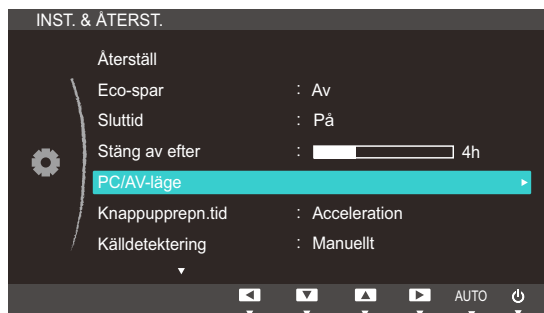 INST. & ÅTERST.
Återställ
Eco-spar : Av
Sluttid : På
Stäng av efter : 4h
PC/AV-läge
Knappupprepn.tid : Acceleration
Källdetektering : Manuellt
AUTO